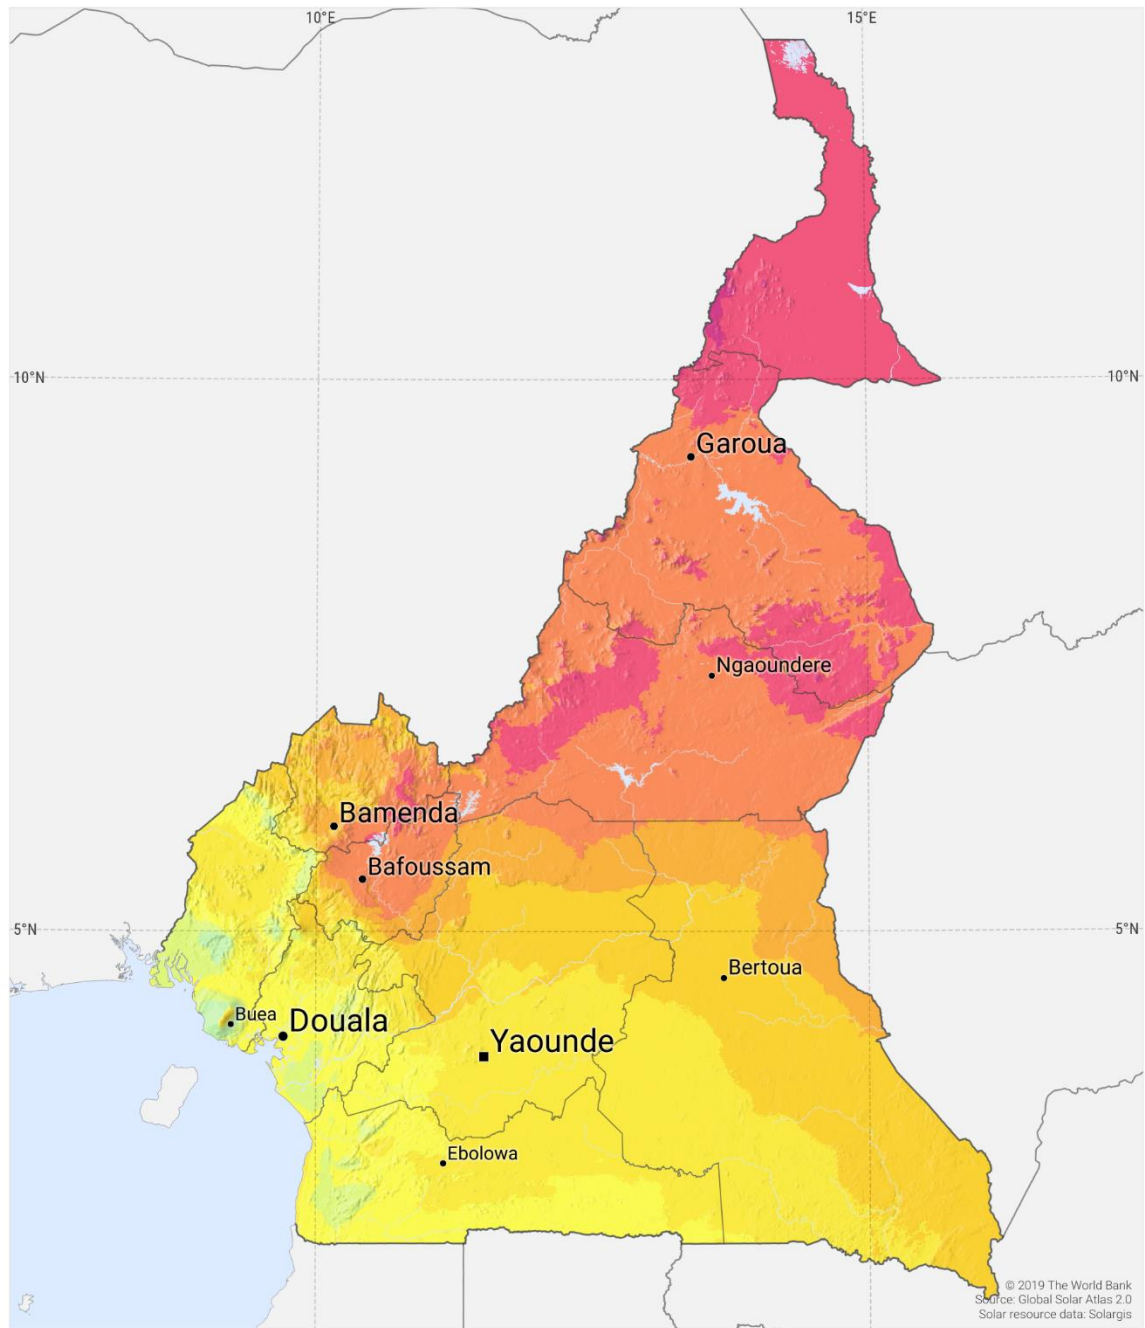 10°E
15°E
10°N
10°N
Garoua
Ngaoundere
Bamenda
Bafoussam
5°N
5°N
Bertoua
Buea
Douala
Yaounde
Ebolowa
© 2019 The World Bank
Source: Global Solar Atlas 2.0
Solar resource data: Solargis